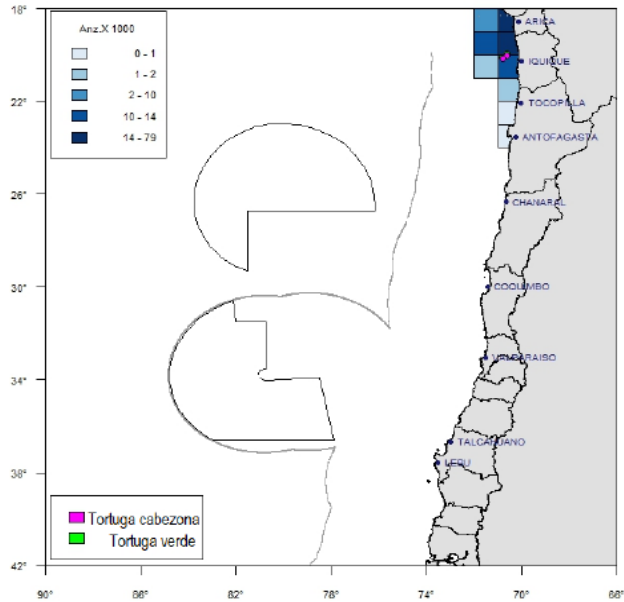 18°
22°
26°
30°
34°
38°
42°
Anz.X 1000
0 - 1
1 - 2
2 - 10
10 - 14
14 - 79
ARICA
IQUIQUE
TOCOPILLA
ANTOFAGASTA
CHANARAL
COQUIMBO
VALPARAISO
TALCAHUANO
LEBU
Tortuga cabezona
Tortuga verde
90° 86° 82° 78° 74° 70° 66°